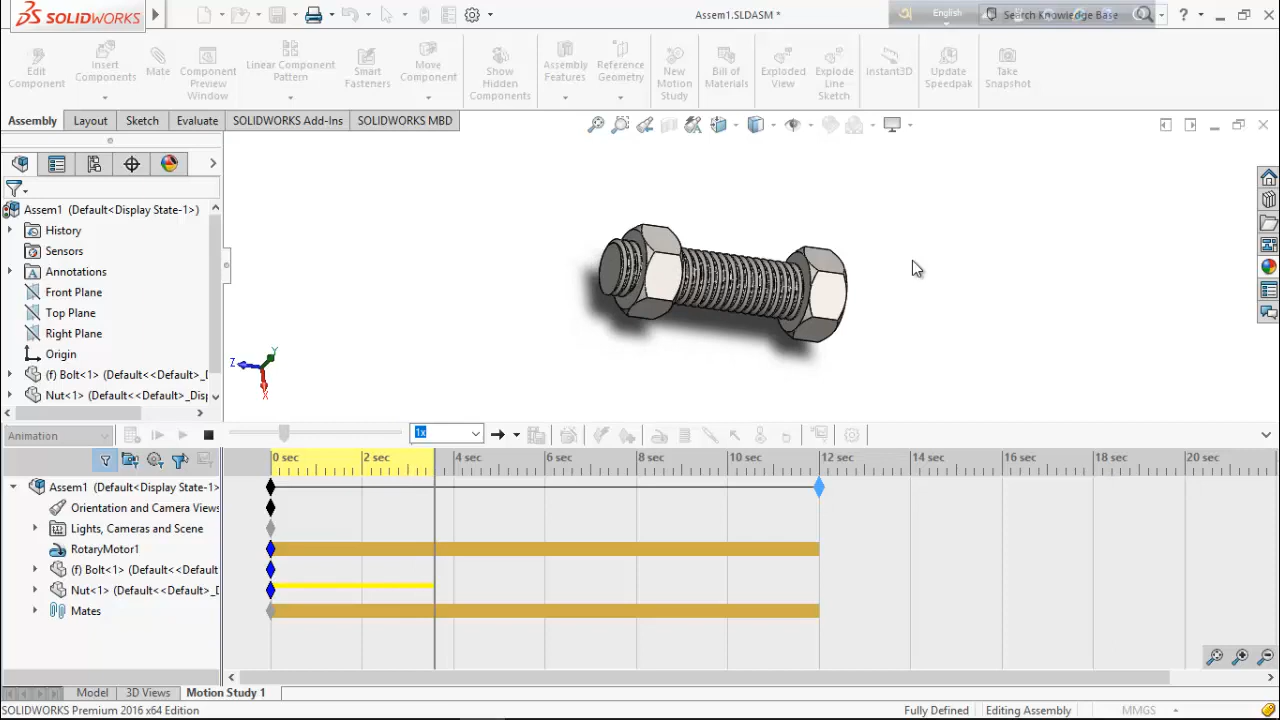 SOLIDWORKS
Assem1.SLDASM *
English
Search Knowledge Base
?
Edit
Component
Insert
Components
Mate
Component
Preview
Window
Linear Component
Pattern
Smart
Fasteners
Move
Component
Show
Hidden
Components
Assembly
Features
Reference
Geometry
New
Motion
Study
Bill of
Materials
Exploded
View
Explode
Line
Sketch
Instant3D
Update
Speedpak
Take
Snapshot
Assembly
Layout
Sketch
Evaluate
SOLIDWORKS Add-Ins
SOLIDWORKS MBD
Assem1 (Default<Display State-1>)
History
Sensors
Annotations
Front Plane
Top Plane
Right Plane
Origin
(f) Bolt<1> (Default<<Default>_D
Nut<1> (Default<<Default>_Disp
Z
Y
X
Animation
1x
0 sec
2 sec
4 sec
6 sec
8 sec
10 sec
12 sec
14 sec
16 sec
18 sec
20 sec
Assem1 (Default<Display State-1>
Orientation and Camera Views
Lights, Cameras and Scene
RotaryMotor1
(f) Bolt<1> (Default<<Default
Nut<1> (Default<<Default>_D
Mates
Model
3D Views
Motion Study 1
SOLIDWORKS Premium 2016 x64 Edition
Fully Defined
Editing Assembly
MMGS